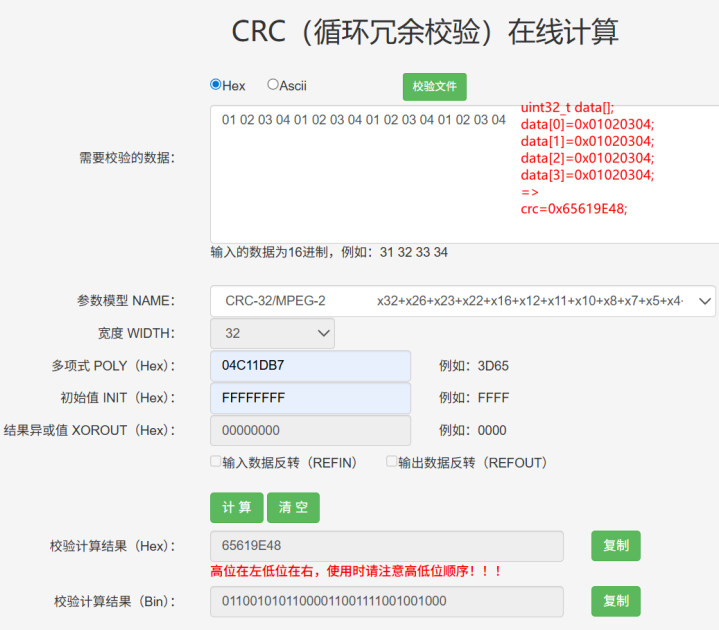 CRC（循环冗余校验）在线计算
Hex Ascii 校验文件
需要校验的数据：
01 02 03 04 01 02 03 04 01 02 03 04 01 02 03 04
uint32_t data[];
data[0]=0x01020304;
data[1]=0x01020304;
data[2]=0x01020304;
data[3]=0x01020304;
=>
crc=0x65619E48;
输入的数据为16进制，例如：31 32 33 34
参数模型 NAME： CRC-32/MPEG-2 x32+x26+x23+x22+x16+x12+x11+x10+x8+x7+x5+x4·
宽度 WIDTH： 32
多项式 POLY（Hex）： 04C11DB7 例如：3D65
初始值 INIT（Hex）： FFFFFFFF 例如：FFFF
结果异或值 XOROUT（Hex）： 00000000 例如：0000
输入数据反转（REFIN） 输出数据反转（REFOUT）
计 算 清 空
校验计算结果（Hex）： 65619E48 复制
高位在左低位在右，使用时请注意高低位顺序！！！
校验计算结果（Bin）： 01100101011000011001111001001000 复制